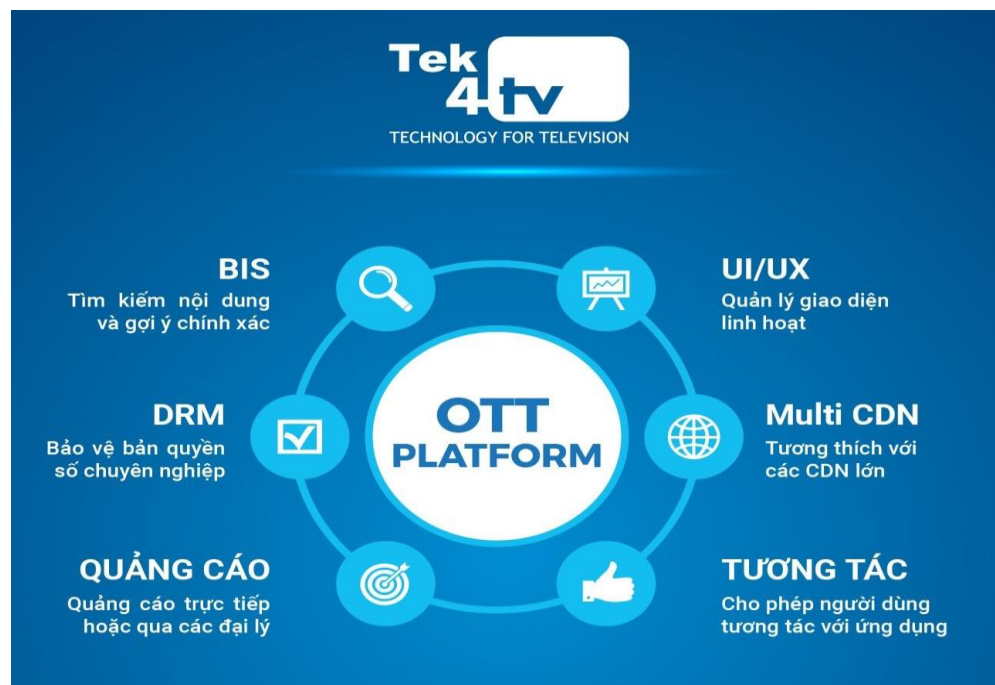 Tek
4tv
TECHNOLOGY FOR TELEVISION
BIS
Tìm kiếm nội dung
và gợi ý chính xác
UI/UX
Quản lý giao diện
linh hoạt
DRM
Bảo vệ bản quyền
số chuyên nghiệp
OTT
PLATFORM
Multi CDN
Tương thích với
các CDN lớn
QUẢNG CÁO
Quảng cáo trực tiếp
hoặc qua các đại lý
TƯƠNG TÁC
Cho phép người dùng
tương tác với ứng dụng